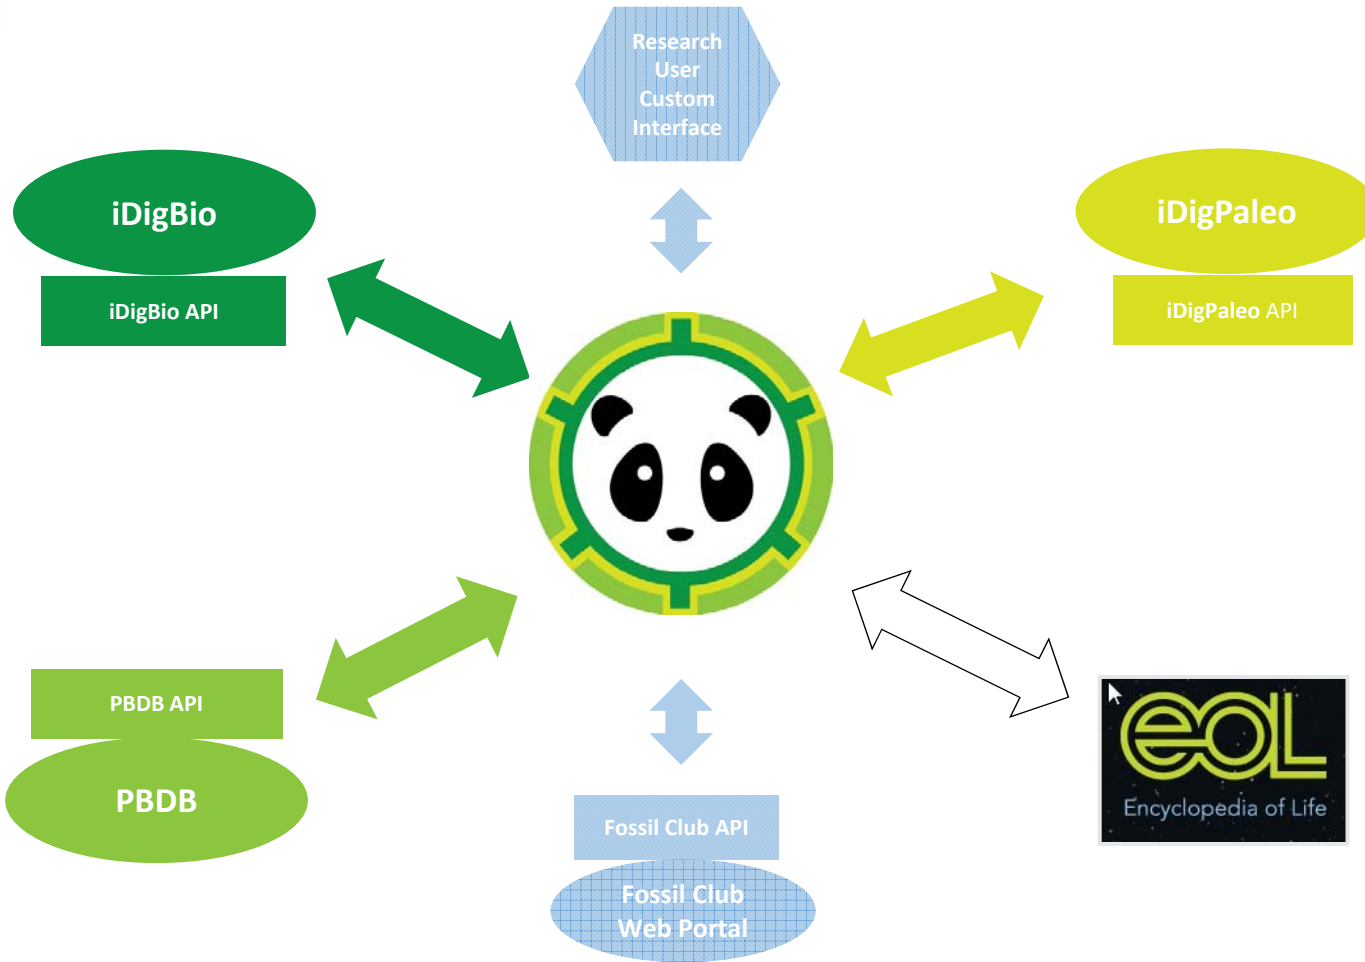 Research
User
Custom
Interface
iDigBio
iDigBio API
iDigPaleo
iDigPaleo API
PBDB API
PBDB
Fossil Club API
Fossil Club
Web Portal
eol
Encyclopedia of Life